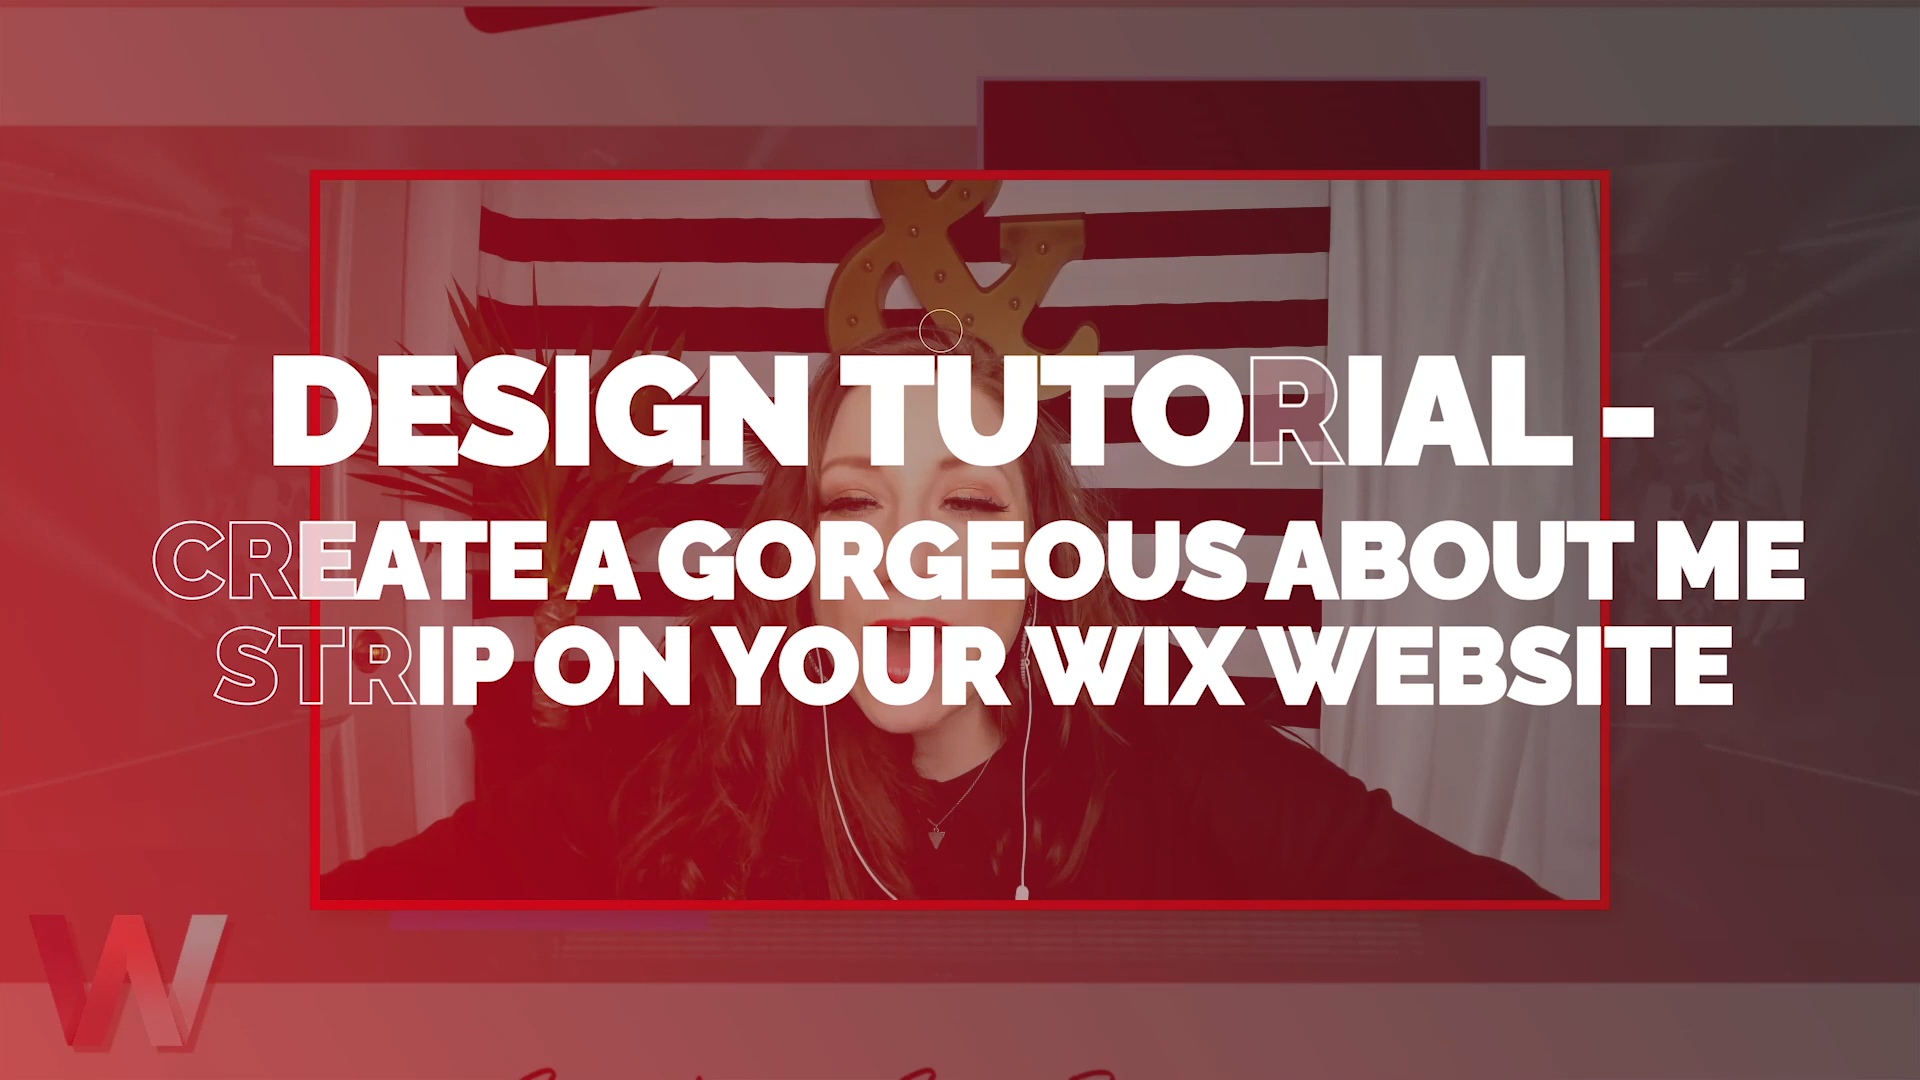 DESIGN TUTORIAL -
CREATE A GORGEOUS ABOUT ME
STRIP ON YOUR WIX WEBSITE
W